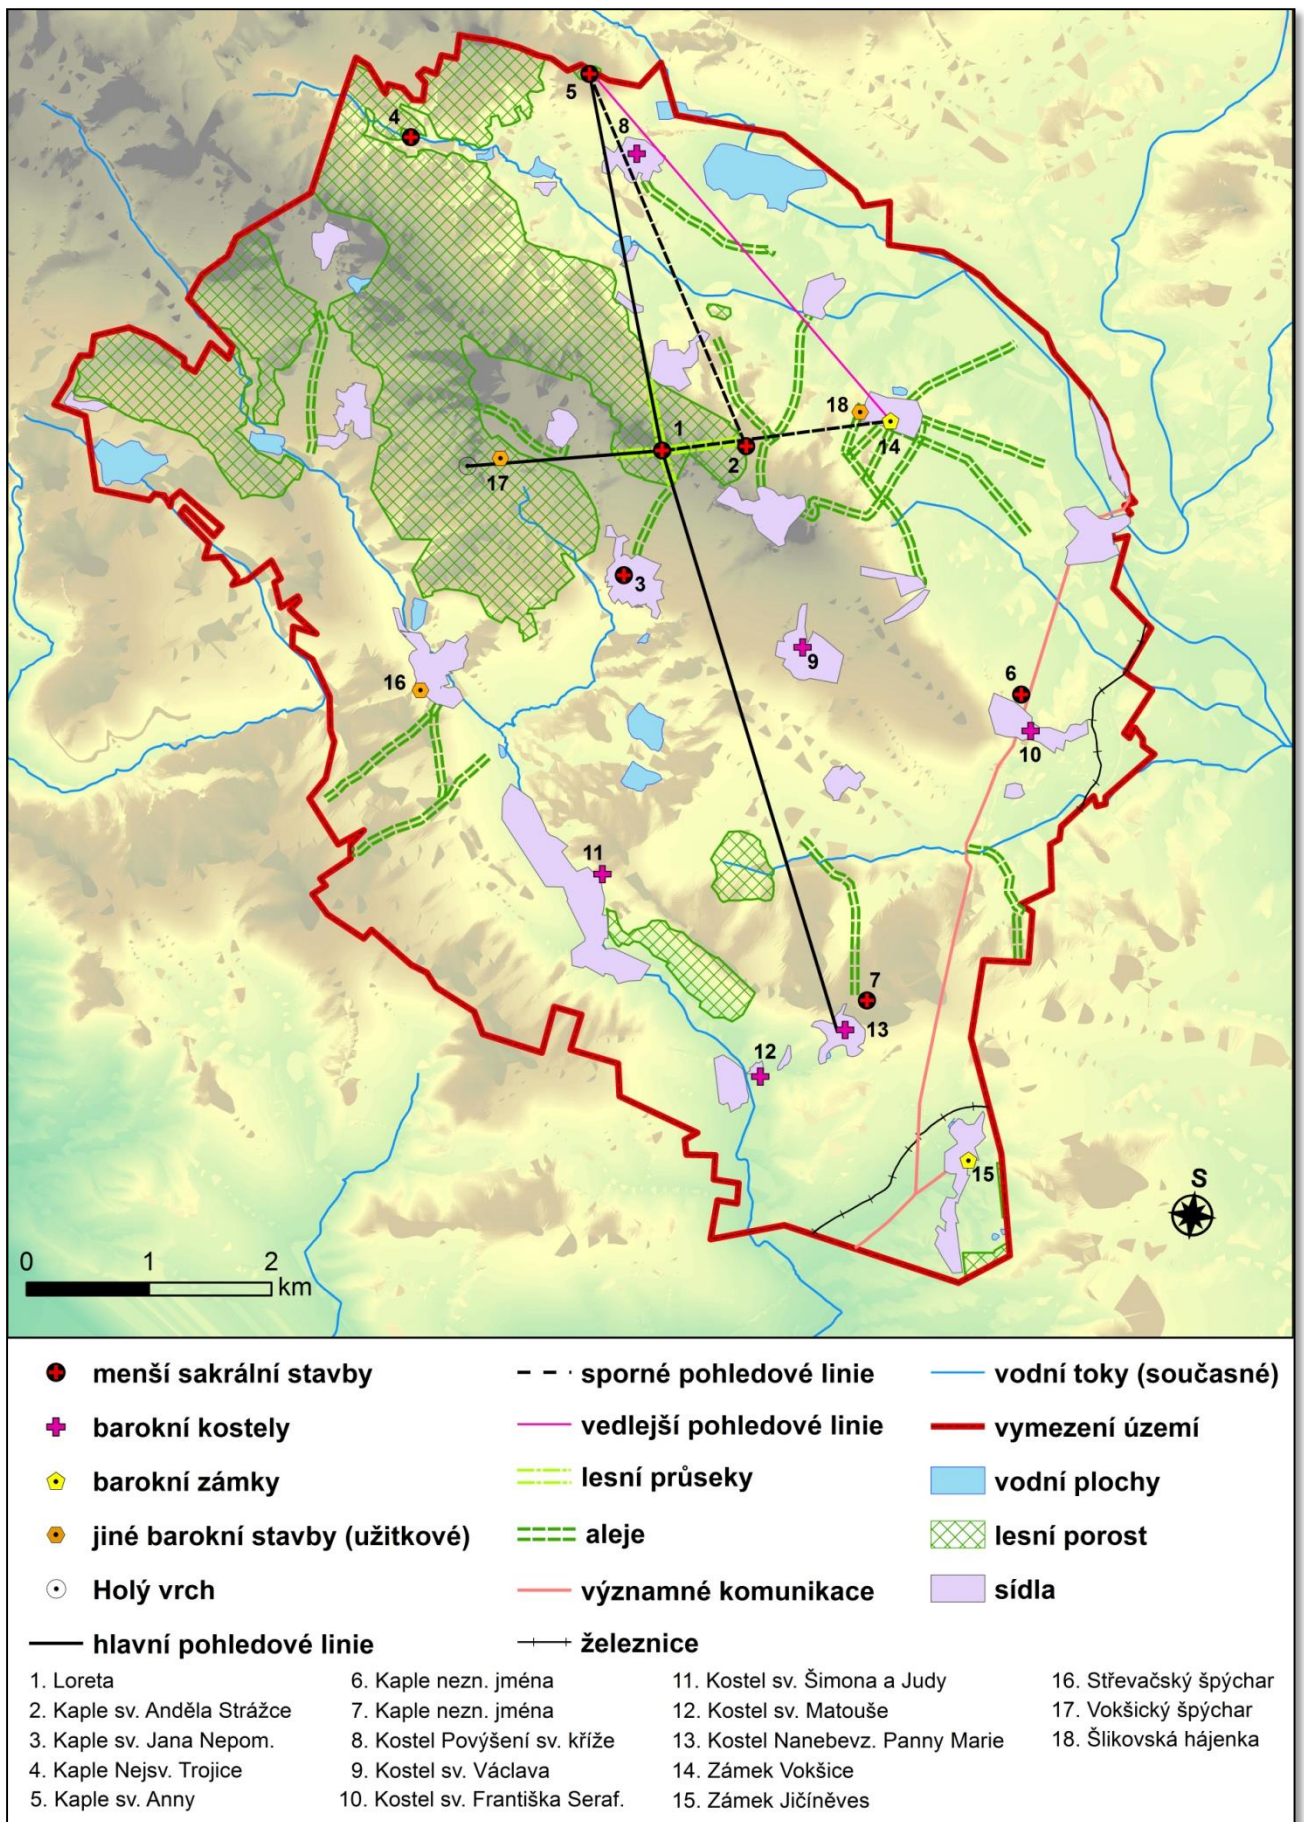 5
4
8
1
18
14
2
17
3
9
6
16
10
11
7
13
12
15
S
0 1 2
km
menší sakrální stavby
barokní kostely
barokní zámky
jiné barokní stavby (užitkové)
Holý vrch
hlavní pohledové linie
sporné pohledové linie
vedlejší pohledové linie
lesní průseky
aleje
významné komunikace
železnice
vodní toky (současné)
vymezení území
vodní plochy
lesní porost
sídla
1. Loreta
2. Kaple sv. Anděla Strážce
3. Kaple sv. Jana Nepom.
4. Kaple Nejsv. Trojice
5. Kaple sv. Anny
6. Kaple nezn. jména
7. Kaple nezn. jména
8. Kostel Povýšení sv. kříže
9. Kostel sv. Václava
10. Kostel sv. Františka Seraf.
11. Kostel sv. Šimona a Judy
12. Kostel sv. Matouše
13. Kostel Nanebevz. Panny Marie
14. Zámek Vokšice
15. Zámek Jičíněves
16. Střevačský špýchar
17. Vokšický špýchar
18. Šlikovská hájenka